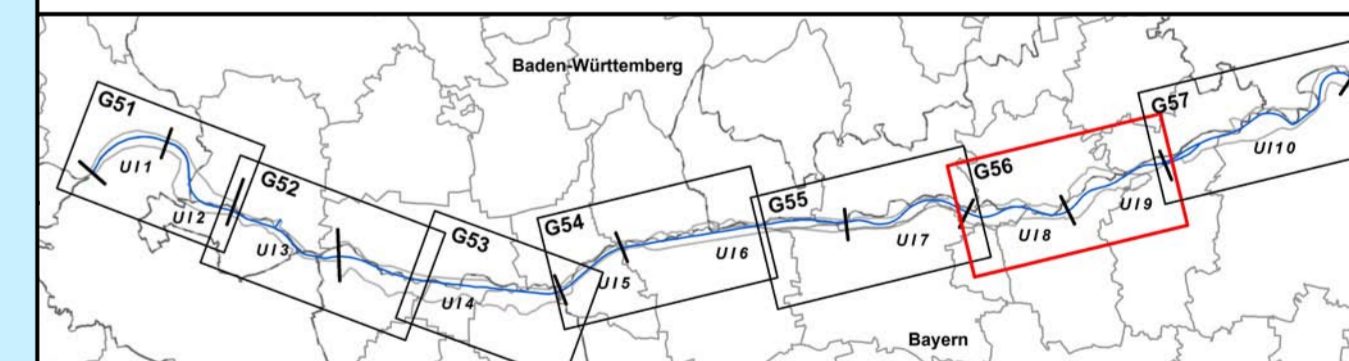 Baden-Württemberg
G51
UI1
UI2
G52
UI3
G53
UI4
G54
UI5
UI6
G55
UI7
G56
UI8
UI9
G57
UI10
Bayern